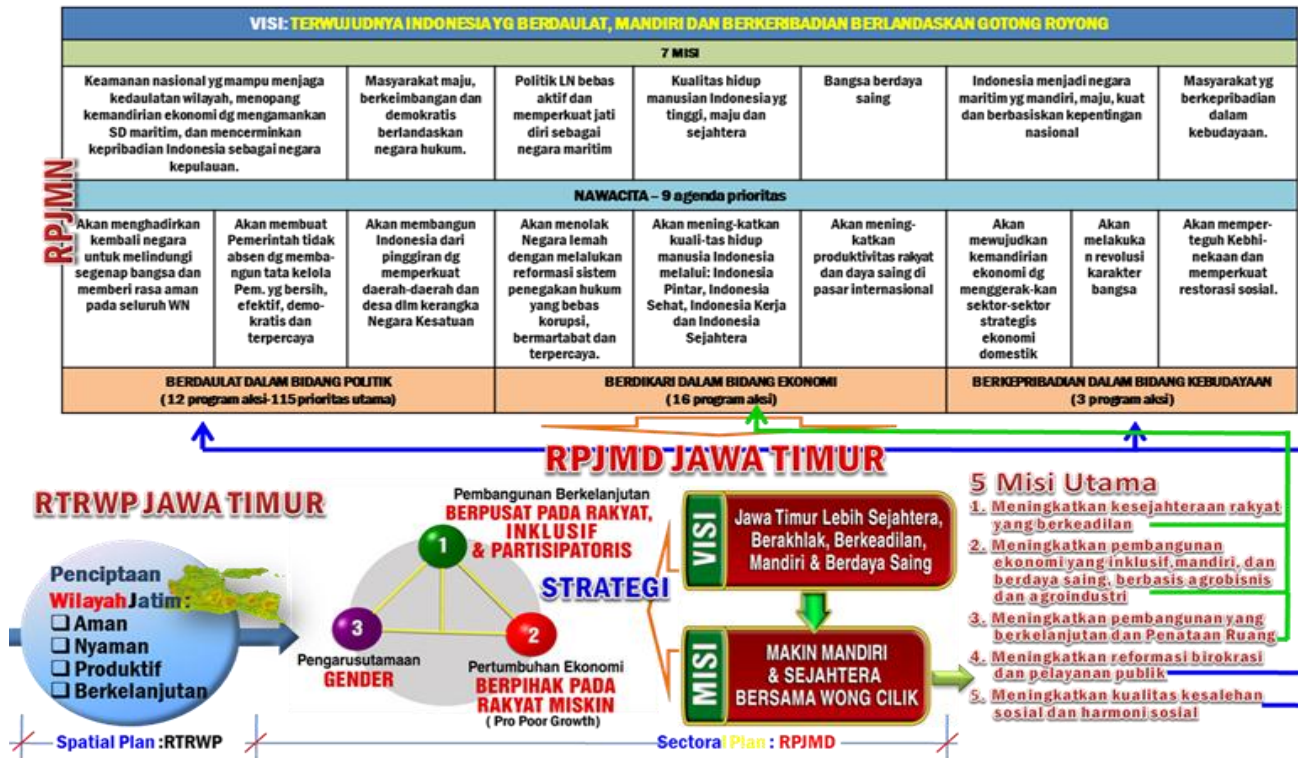 VISI: TERWUJUDNYA INDONESIA YG BERDAULAT, MANDIRI DAN BERKERIBADIAN BERLANDASKAN GOTONG ROYONG
7 MISI
Keamanan nasional yg mampu menjaga
kedaulatan wilayah, menopang
kemandirian ekonomi dg mengamankan
SD maritim, dan mencerminkan
kepribadian Indonesia sebagai negara
kepulauan.
Masyarakat maju,
berkeimbangan dan
demokratis
berlandaskan
negara hukum.
Politik LN bebas
aktif dan
memperkuat jati
diri sebagai
negara maritim
Kualitas hidup
manusian Indonesia yg
tinggi, maju dan
sejahtera
Bangsa berdaya
saing
Indonesia menjadi negara
maritim yg mandiri, maju, kuat
dan berbasiskan kepentingan
nasional
Masyarakat yg
berkepribadian
dalam
kebudayaan.
RPJMN
NAWACITA – 9 agenda prioritas
Akan menghadirkan
kembali negara
untuk melindungi
segenap bangsa dan
memberi rasa aman
pada seluruh WN
Akan membuat
Pemerintah tidak
absen dg memba-
ngun tata kelola
Pem. yg bersih,
efektif, demo-
kratis dan
terpercaya
Akan membangun
Indonesia dari
pinggiran dg
memperkuat
daerah-daerah dan
desa dlm kerangka
Negara Kesatuan
Akan menolak
Negara lemah
dengan melalukan
reformasi sistem
penegakan hukum
yang bebas
korupsi,
bermartabat dan
terpercaya.
Akan mening-katkan
kuali-tas hidup
manusia Indonesia
melalui: Indonesia
Pintar, Indonesia
Sehat, Indonesia Kerja
dan Indonesia
Sejahtera
Akan mening-
katkan
produktivitas rakyat
dan daya saing di
pasar internasional
Akan
mewujudkan
kemandirian
ekonomi dg
menggerak-kan
sektor-sektor
strategis
ekonomi
domestik
Akan
melakuka
n revolusi
karakter
bangsa
Akan memper-
teguh Kebhi-
nekaan dan
memperkuat
restorasi sosial.
BERDAULAT DALAM BIDANG POLITIK
(12 program aksi-115 prioritas utama)
BERDIKARI DALAM BIDANG EKONOMI
(16 program aksi)
BERKEPRIBADIAN DALAM BIDANG KEBUDAYAAN
(3 program aksi)
RPJMD JAWA TIMUR
RTRWP JAWA TIMUR
Penciptaan
Wilayah Jatim :
❑ Aman
❑ Nyaman
❑ Produktif
❑ Berkelanjutan
Pembangunan Berkelanjutan
BERPUSAT PADA RAKYAT,
INKLUSIF
& PARTISIPATORIS
1
3
2
Pengarusutamaan
GENDER
Pertumbuhan Ekonomi
BERPIHAK PADA
RAKYAT MISKIN
( Pro Poor Growth)
STRATEGI
VISI
Jawa Timur Lebih Sejahtera,
Berakhlak, Berkeadilan,
Mandiri & Berdaya Saing
MISI
MAKIN MANDIRI
& SEJAHTERA
BERSAMA WONG CILIK
5 Misi Utama
1. Meningkatkan kesejahteraan rakyat
yang berkeadilan
2. Meningkatkan pembangunan
ekonomi yang inklusif,mandiri, dan
berdaya saing, berbasis agrobisnis
dan agroindustri
3. Meningkatkan pembangunan yang
berkelanjutan dan Penataan Ruang
4. Meningkatkan reformasi birokrasi
dan pelayanan publik
5. Meningkatkan kualitas kesalehan
sosial dan harmoni sosial
Spatial Plan :RTRWP
Sectoral Plan : RPJMD